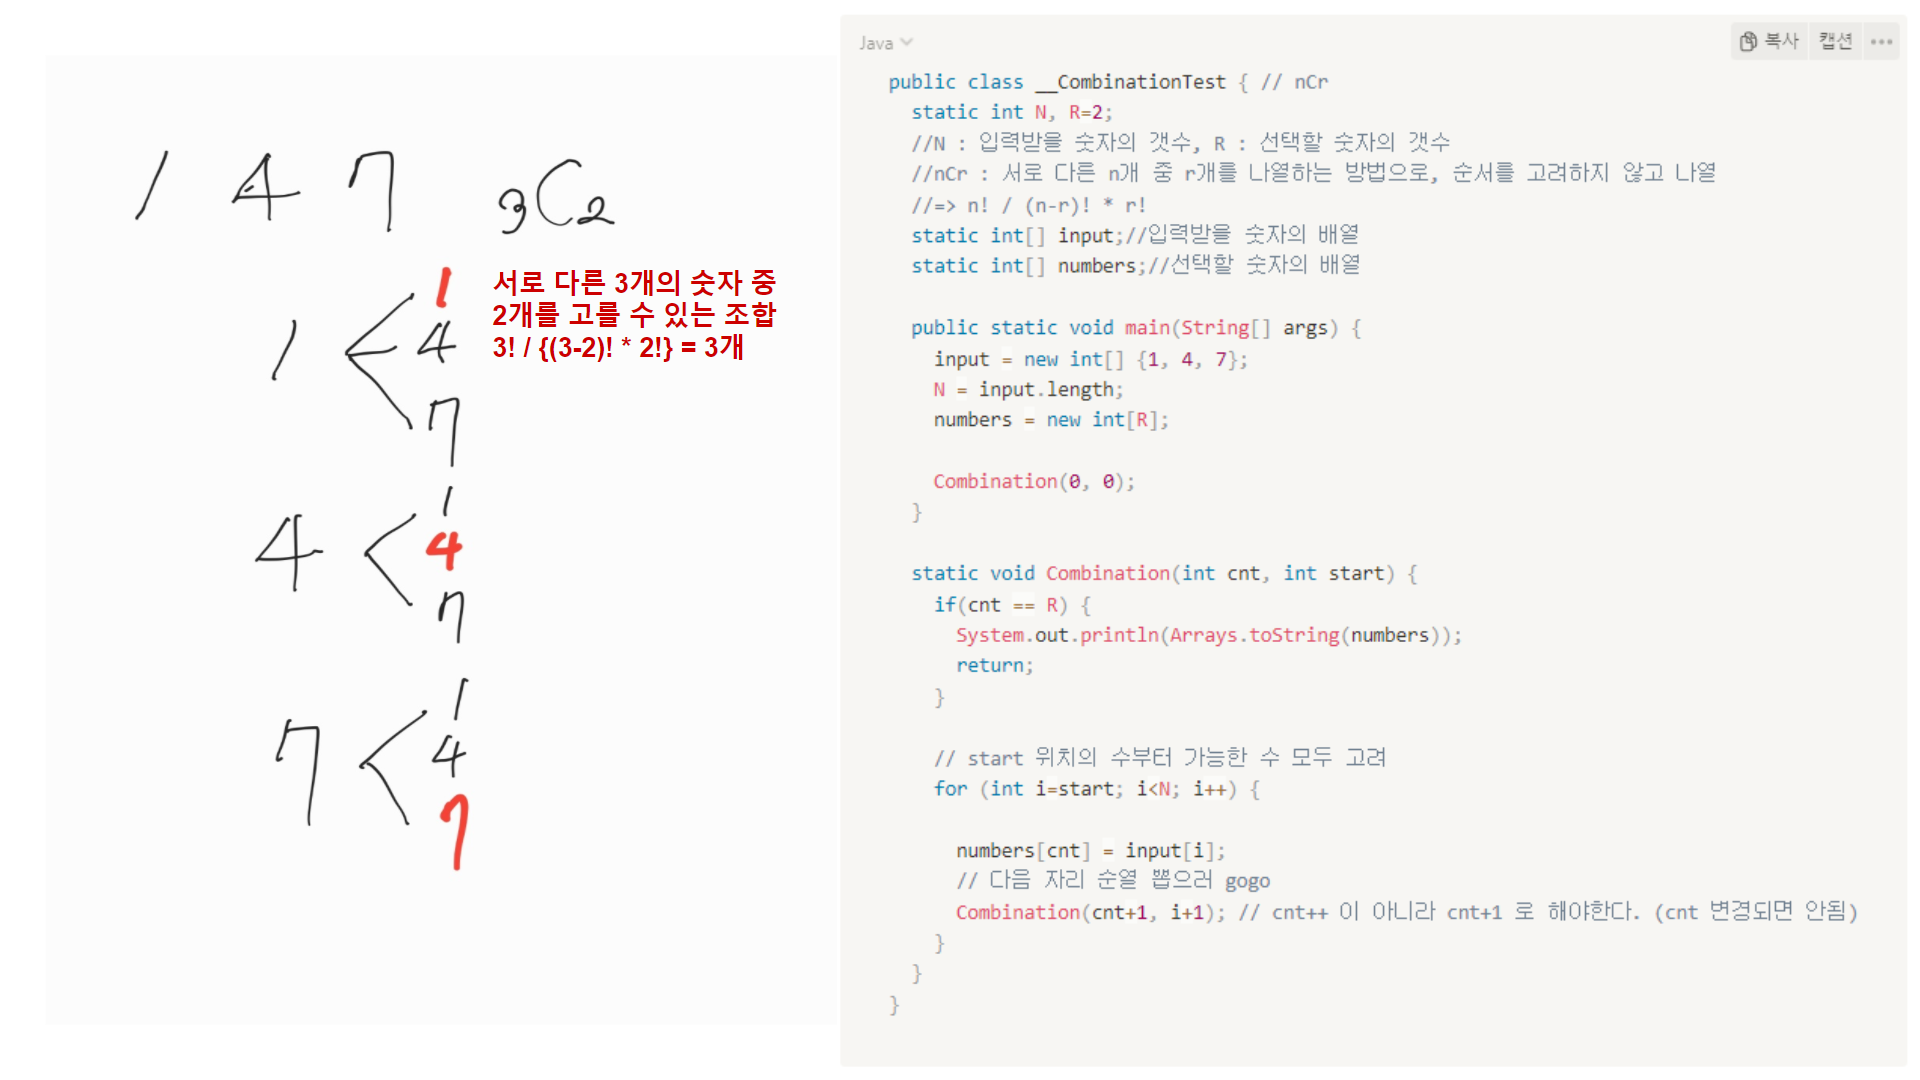 1 4 7 3C2
1
서로 다른 3개의 숫자 중
2개를 고를 수 있는 조합
3! / {(3-2)! * 2!} = 3개
1 < 4
7
1
4 < 4
7
1
7 < 4
7
Java
복사 캡션 •••
public class __CombinationTest { // nCr
static int N, R=2;
//N : 입력받을 숫자의 갯수, R : 선택할 숫자의 갯수
//nCr : 서로 다른 n개 중 r개를 나열하는 방법으로, 순서를 고려하지 않고 나열
//=> n! / (n-r)! * r!
static int[] input;//입력받을 숫자의 배열
static int[] numbers;//선택할 숫자의 배열
public static void main(String[] args) {
input = new int[] {1, 4, 7};
N = input.length;
numbers = new int[R];
Combination(0, 0);
}
static void Combination(int cnt, int start) {
if(cnt == R) {
System.out.println(Arrays.toString(numbers));
return;
}
// start 위치의 수부터 가능한 수 모두 고려
for (int i=start; i<N; i++) {
numbers[cnt] = input[i];
// 다음 자리 순열 뽑으러 gogo
Combination(cnt+1, i+1); // cnt++ 이 아니라 cnt+1 로 해야한다. (cnt 변경되면 안됨)
}
}
}